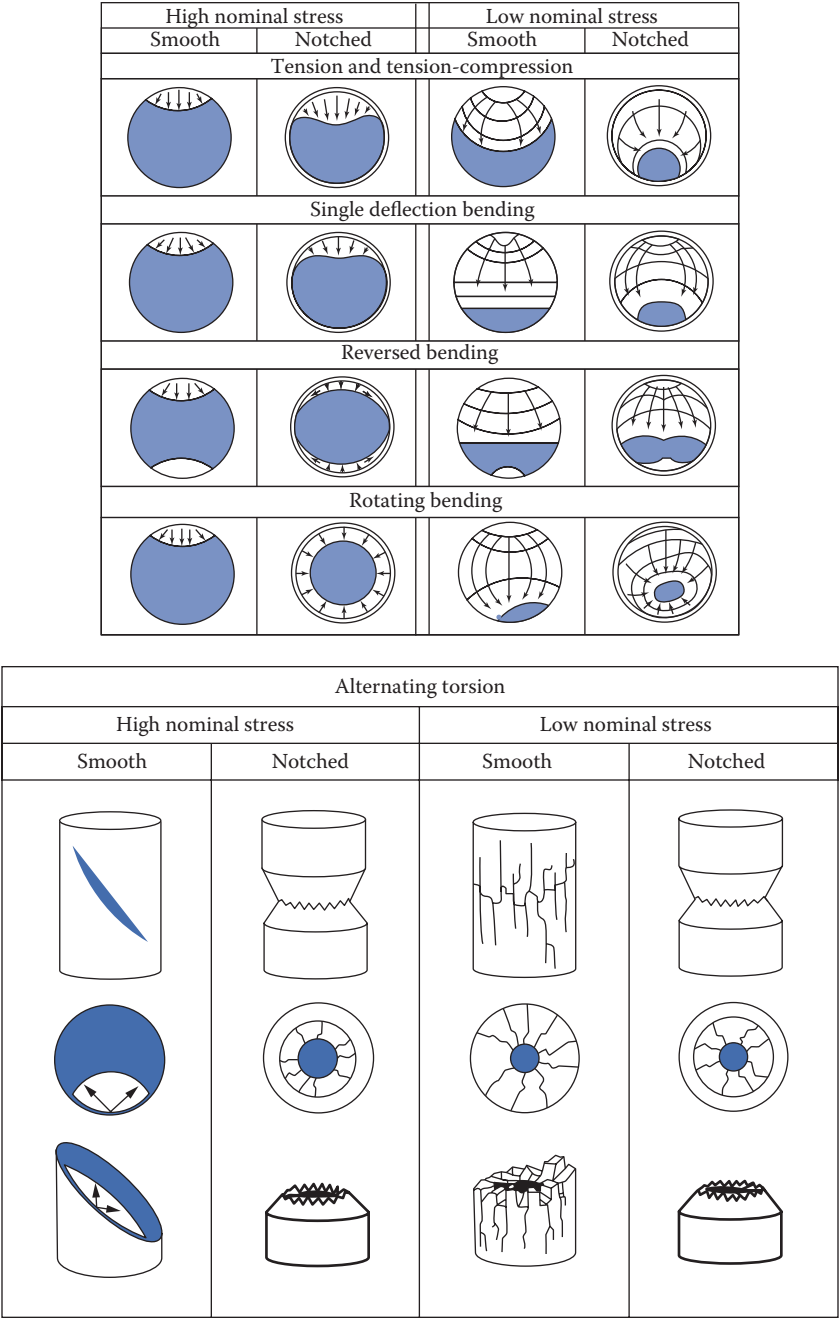 High nominal stress Low nominal stress
Smooth Notched Smooth Notched
Tension and tension-compression
Single deflection bending
Reversed bending
Rotating bending
Alternating torsion
High nominal stress Low nominal stress
Smooth Notched Smooth Notched